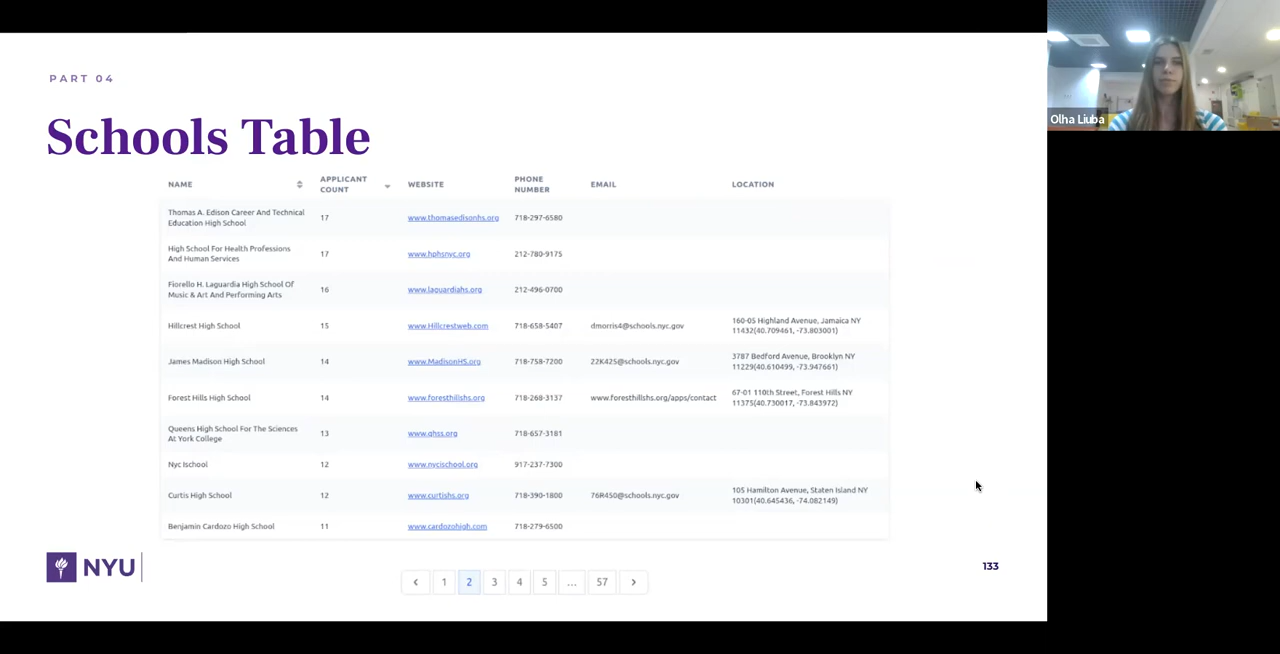 PART 04
Schools Table
NAME APPLICANT COUNT WEBSITE PHONE NUMBER EMAIL LOCATION
Thomas A. Edison Career And Technical Education High School 17 www.thomasedisonhs.org 718-297-6580
High School For Health Professions And Human Services 17 www.hphsnyc.org 212-780-9175
Fiorello H. Laguardia High School Of Music & Art And Performing Arts 16 www.laguardiahs.org 212-496-0700
Hillcrest High School 15 www.Hillcrestweb.com 718-658-5407 dmorris4@schools.nyc.gov 160-05 Highland Avenue, Jamaica NY 11432(40.709461, -73.803001)
James Madison High School 14 www.MadisonHS.org 718-758-7200 22K425@schools.nyc.gov 3787 Bedford Avenue, Brooklyn NY 11229(40.610499, -73.947661)
Forest Hills High School 14 www.foresthillshs.org 718-268-3137 www.foresthillshs.org/apps/contact 67-01 110th Street, Forest Hills NY 11375(40.730017, -73.843972)
Queens High School For The Sciences At York College 13 www.qhss.org 718-657-3181
Nyc Ischool 12 www.nycischool.org 917-237-7300
Curtis High School 12 www.curtishs.org 718-390-1800 76R450@schools.nyc.gov 105 Hamilton Avenue, Staten Island NY 10301(40.645436, -74.082149)
Benjamin Cardozo High School 11 www.cardozohigh.com 718-279-6500
NYU
1 2 3 4 5 ... 57
133
Olha Liuba